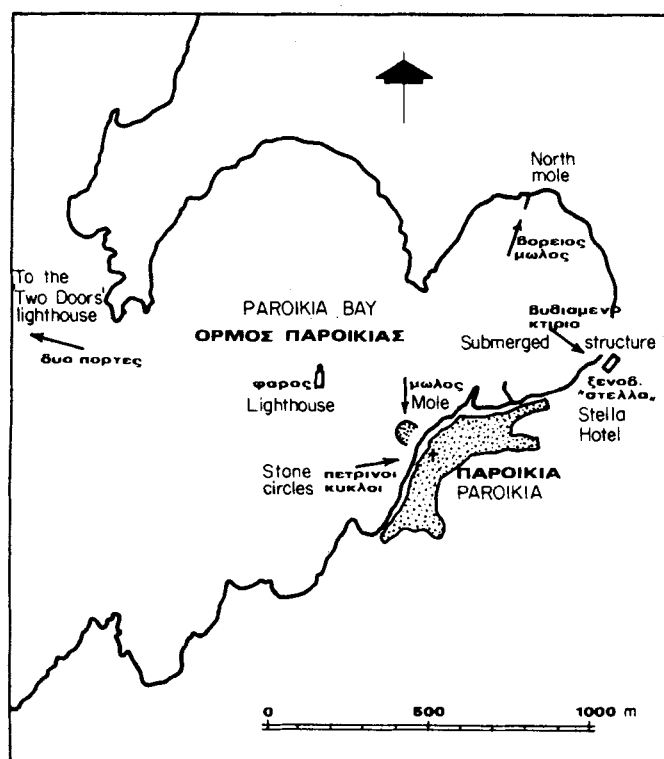 North
mole
βορειος
μωλος
To the
Two Doors'
lighthouse
δυο πορτες
PAROIKIA BAY
ΟΡΜΟΣ ΠΑΡΟΙΚΙΑΣ
βυθιαμενρ
κτιριο
Submerged structure
ξενοδ.
"στελλα„
Stella
Hotel
φαρος
Lighthouse
μωλος
Mole
Stone
circles
πετρινοι
κυκλοι
ΠΑΡΟΙΚΙΑ
PAROIKIA
0 500 1000 m